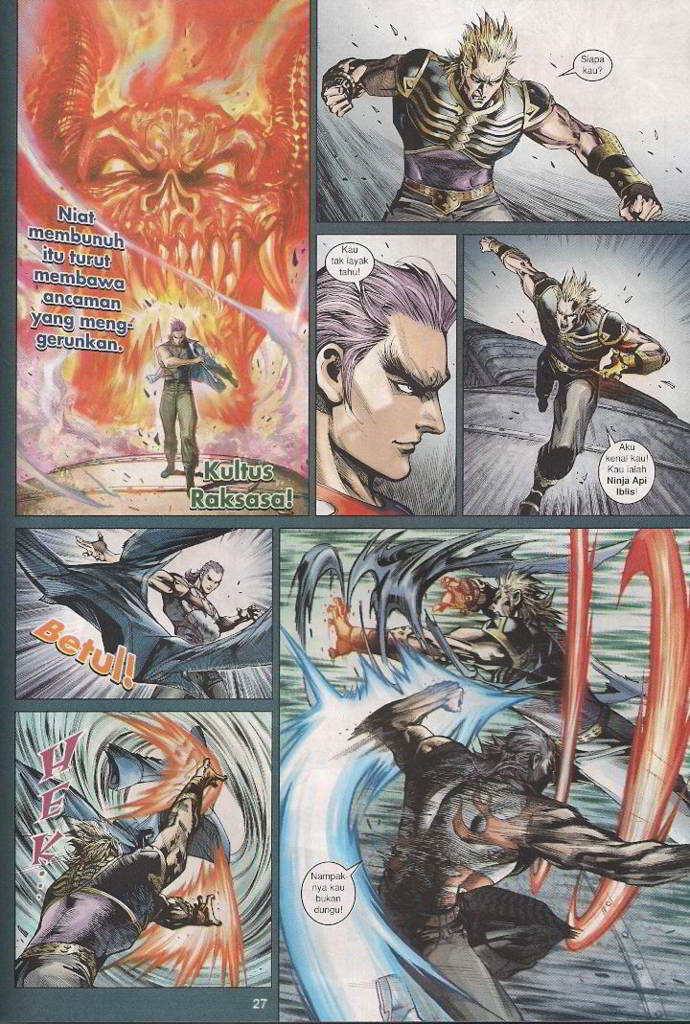 Niat
membunuh
itu turut
membawa
ancaman
yang meng-
gerunkan.
Kultus
Raksasa!
Siapa
kau?
Kau
tak layak
tahu!
Aku
kenal kau!
Kau ialah
Ninja Api
Iblis!
Betul!
HEK...
Nampak-
nya kau
bukan
dungu!
27